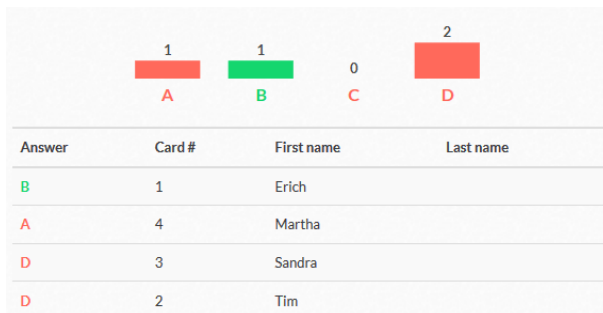 2
1 1
0
A B C D
Answer Card # First name Last name
B 1 Erich
A 4 Martha
D 3 Sandra
D 2 Tim